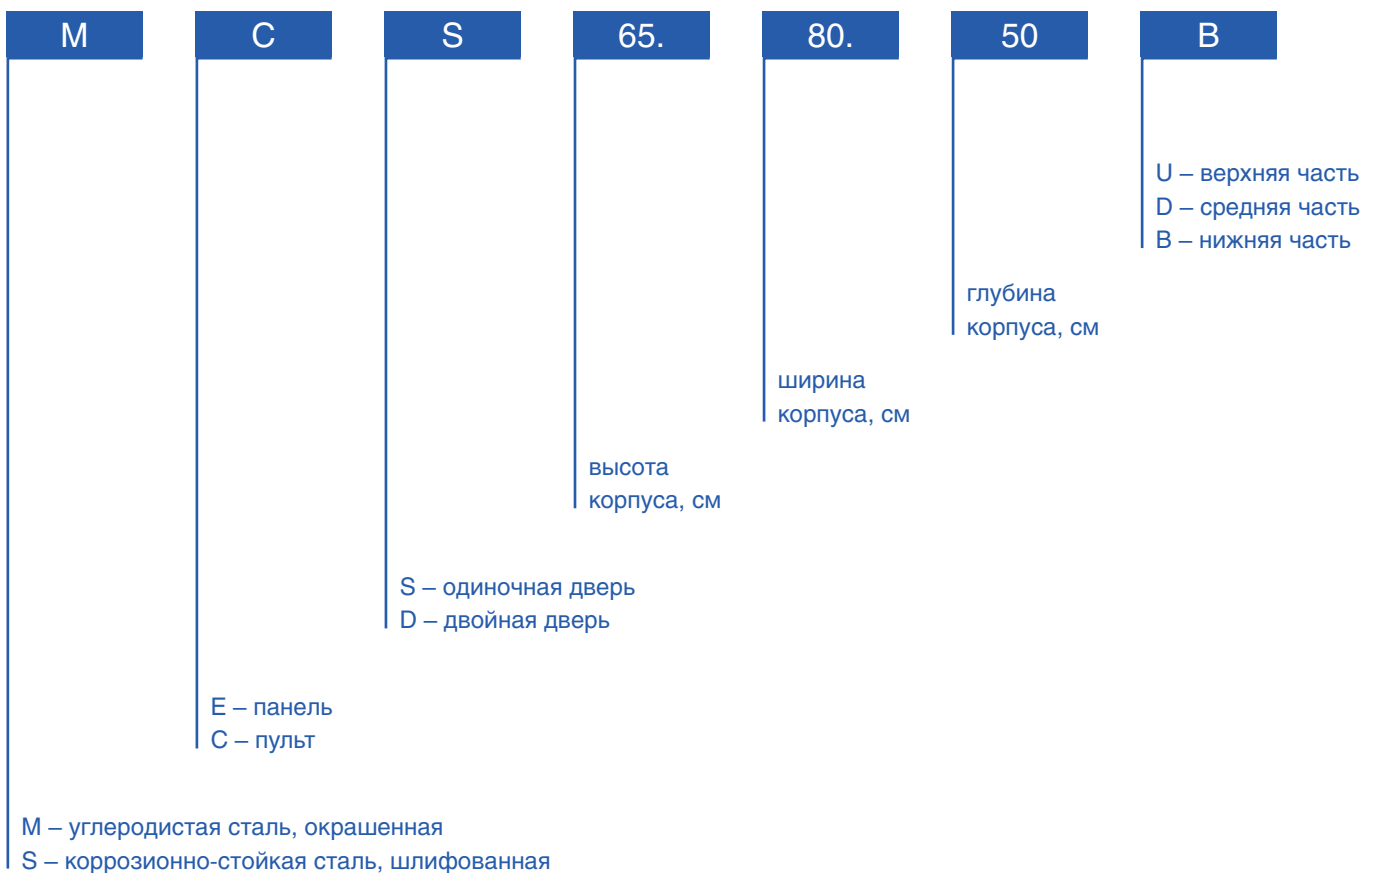 M C S 65. 80. 50 B
U – верхняя часть
D – средняя часть
B – нижняя часть
глубина
корпуса, см
ширина
корпуса, см
высота
корпуса, см
S – одиночная дверь
D – двойная дверь
E – панель
C – пульт
M – углеродистая сталь, окрашенная
S – коррозионно-стойкая сталь, шлифованная